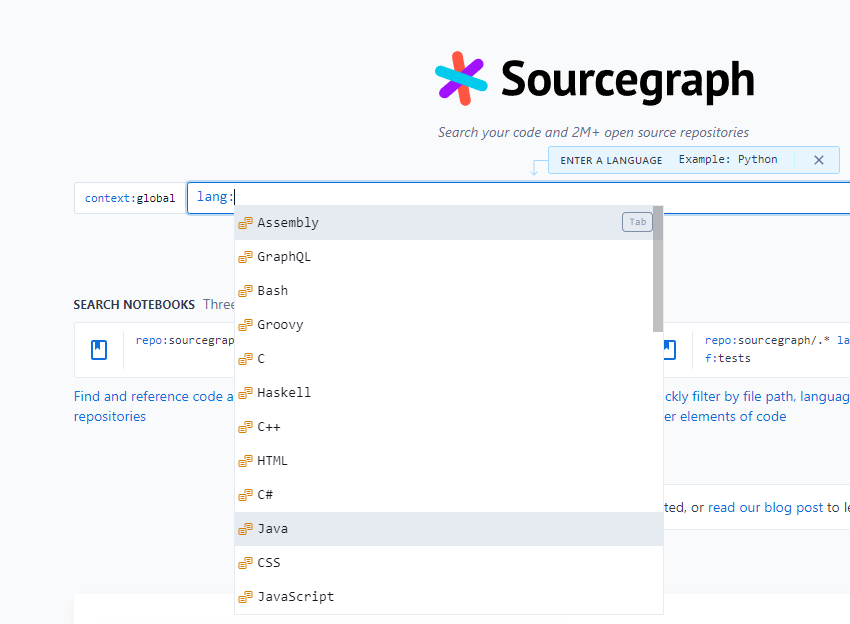 Sourcegraph
Search your code and 2M+ open source repositories
ENTER A LANGUAGE Example: Python
context:global lang:
Assembly Tab
GraphQL
Bash
Groovy
C
Haskell
C++
HTML
C#
Java
CSS
JavaScript
SEARCH NOTEBOOKS Three
repo:sourcegrap
Find and reference code a
repositories
repo:sourcegraph/.* la
f:tests
ckly filter by file path, languag
er elements of code
ted, or read our blog post to le